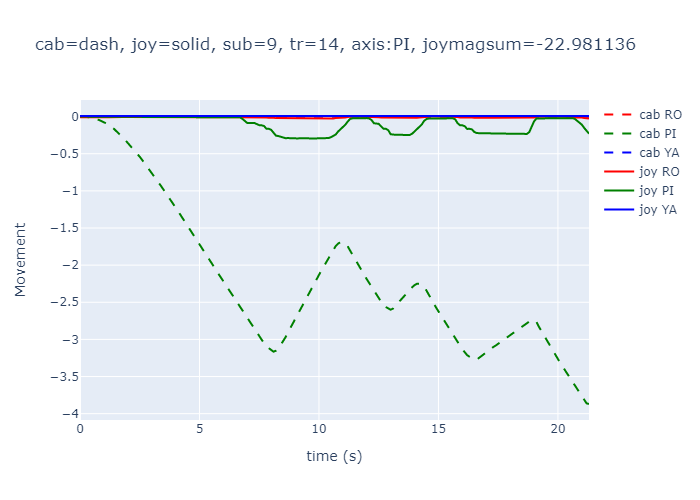 cab=dash, joy=solid, sub=9, tr=14, axis:PI, joymagsum=-22.981136
cab RO
cab PI
cab YA
joy RO
joy PI
joy YA
0
−0.5
−1
−1.5
−2
−2.5
−3
−3.5
−4
Movement
0 5 10 15 20
time (s)